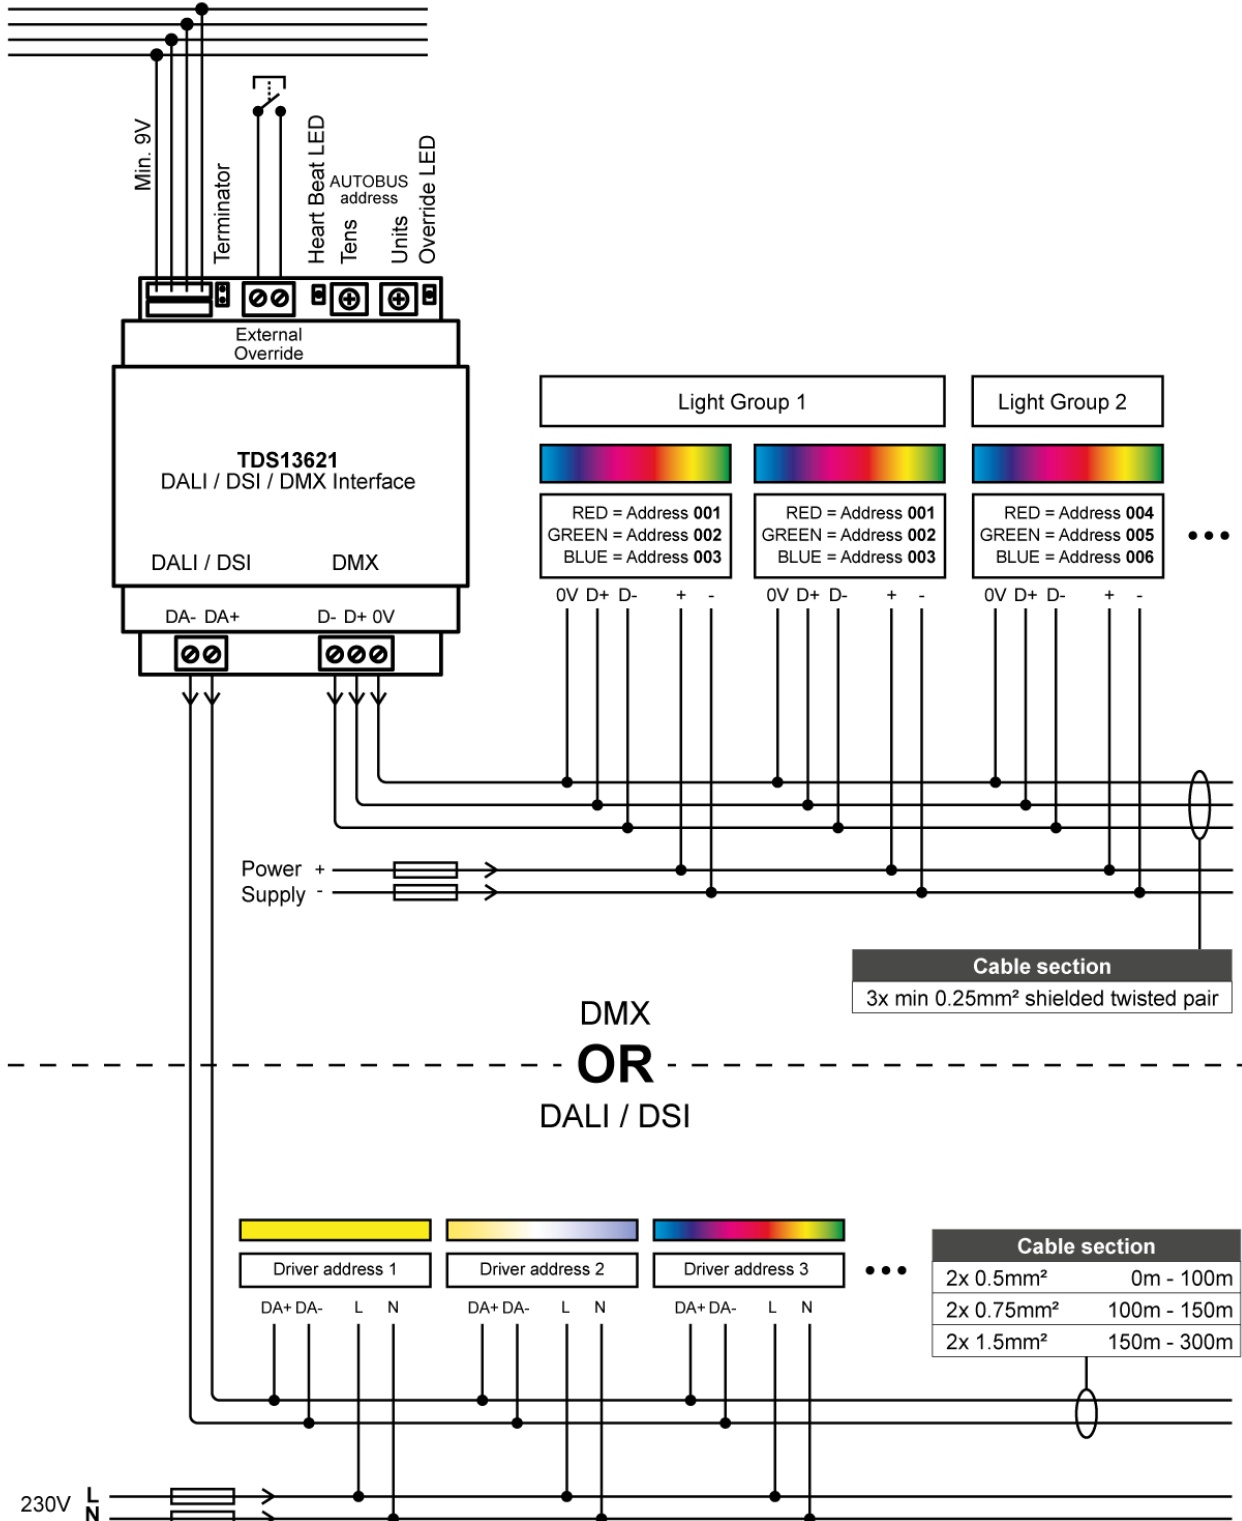 Min. 9V
Terminator
Heart Beat LED
AUTOBUS
address
Tens
Units
Override LED
External
Override
TDS13621
DALI / DSI / DMX Interface
DALI / DSI DMX
DA- DA+ D- D+ 0V
Light Group 1 Light Group 2
RED = Address 001 RED = Address 001 RED = Address 004
GREEN = Address 002 GREEN = Address 002 GREEN = Address 005
BLUE = Address 003 BLUE = Address 003 BLUE = Address 006
0V D+ D- + - 0V D+ D- + - 0V D+ D- + -
Power +
Supply -
Cable section
3x min 0.25mm² shielded twisted pair
DMX
OR
DALI / DSI
Driver address 1 Driver address 2 Driver address 3
DA+ DA- L N DA+ DA- L N DA+ DA- L N
Cable section
2x 0.5mm² 0m - 100m
2x 0.75mm² 100m - 150m
2x 1.5mm² 150m - 300m
230V L
N